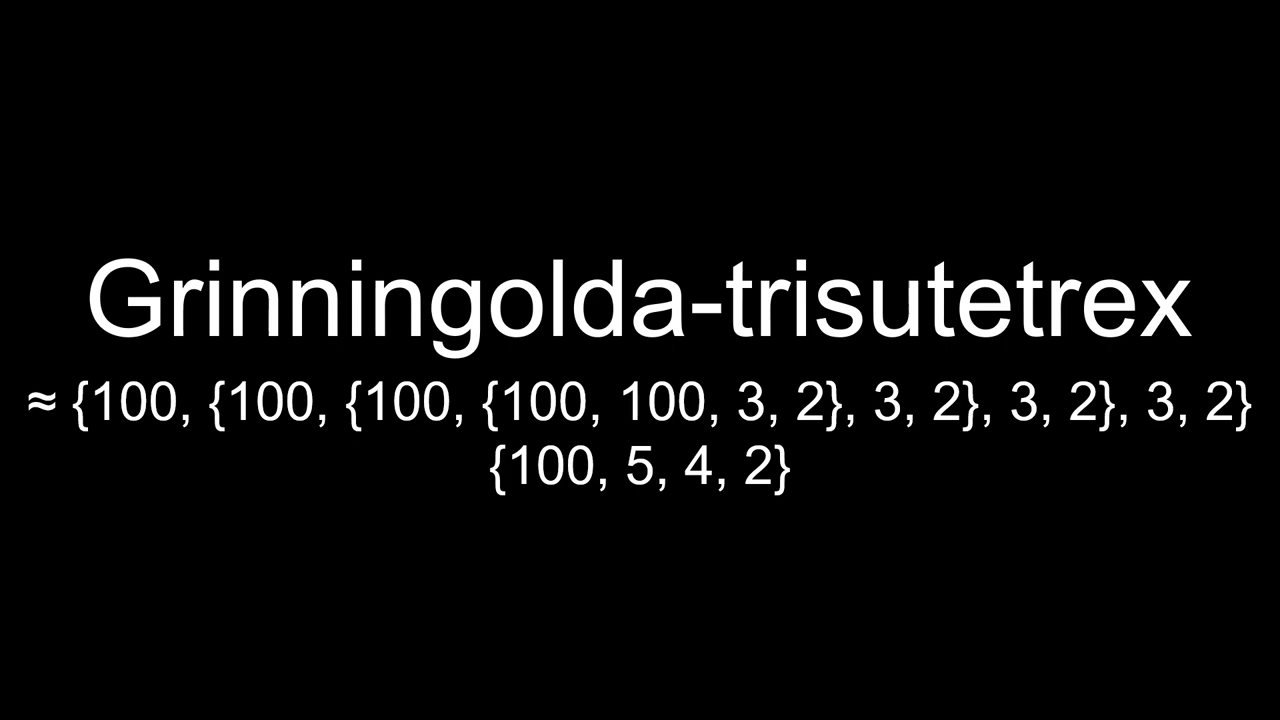 Grinningolda-trisutetrex
≈ {100, {100, {100, {100, 100, 3, 2}, 3, 2}, 3, 2}, 3, 2}
{100, 5, 4, 2}